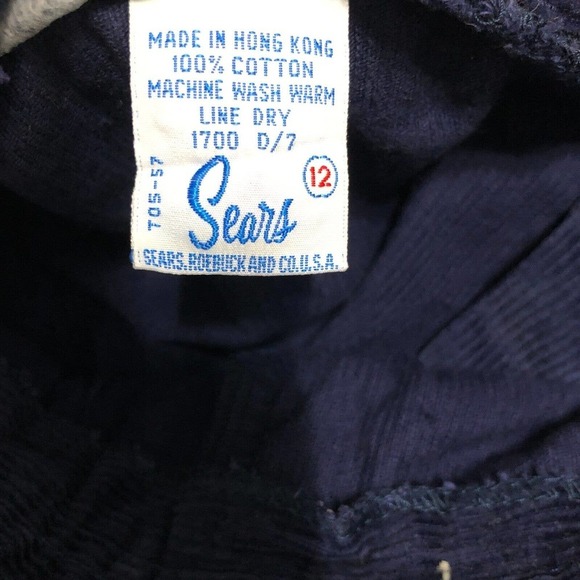 MADE IN HONG KONG
100% COTTON
MACHINE WASH WARM
LINE DRY
1700 D/7
T05-57
Sears
12
SEARS,ROEBUCK AND CO.U.S.A.